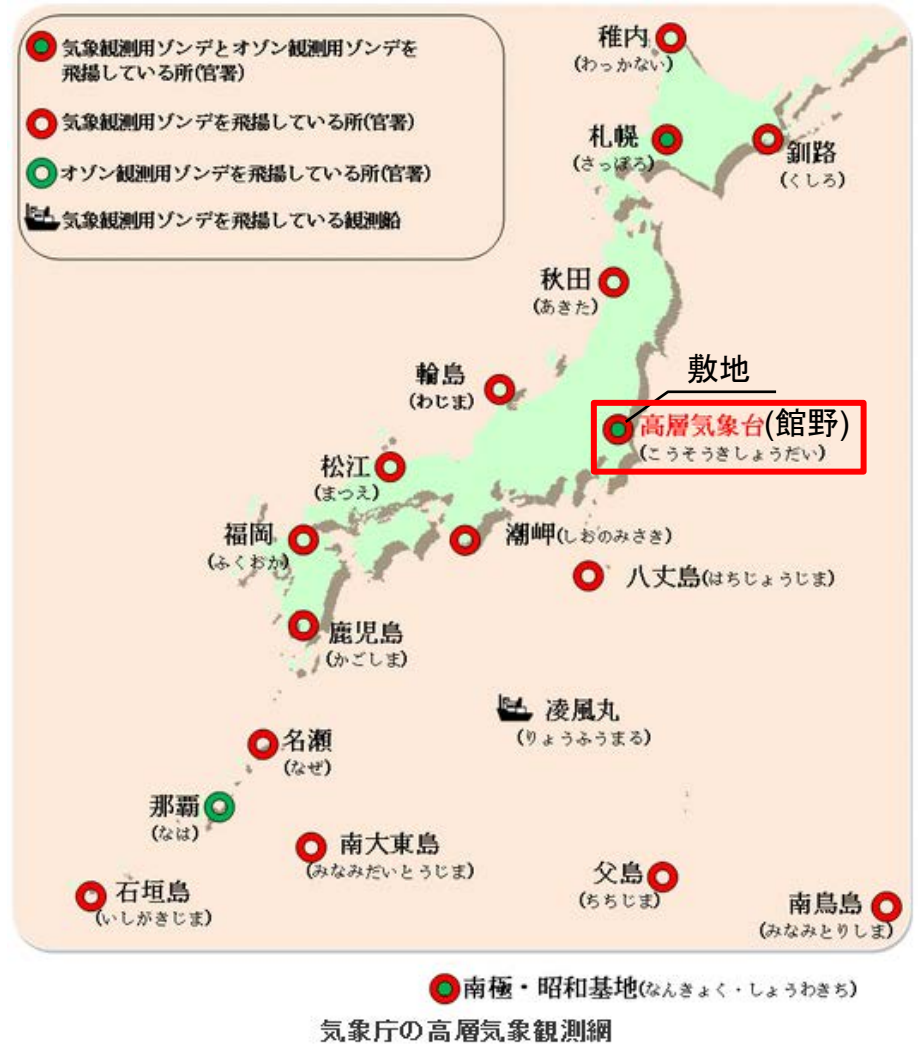 気象観測用ゾンデとオゾン観測用ゾンデを
飛揚している所(官署)
気象観測用ゾンデを飛揚している所(官署)
オゾン観測用ゾンデを飛揚している所(官署)
気象観測用ゾンデを飛揚している観測船
稚内
(わっかない)
札幌
(さっぽろ)
釧路
(くしろ)
秋田
(あきた)
輪島
(わじま)
敷地
高層気象台(館野)
(こうそうきしょうだい)
松江
(まつえ)
福岡
(ふくおか)
潮岬(しおのみさき)
八丈島(はちじょうじま)
鹿児島
(かごしま)
凌風丸
(りょうふうまる)
名瀬
(なぜ)
那覇
(なは)
南大東島
(みなみだいとうじま)
石垣島
(いしがきじま)
父島
(ちちじま)
南鳥島
(みなみとりしま)
南極・昭和基地(なんきょく・しょうわきち)
気象庁の高層気象観測網